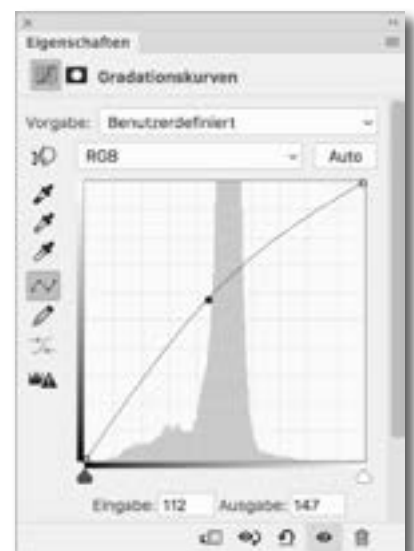 Eigenschaften
Gradationskurven
Vorgabe: Benutzerdefiniert
RGB Auto
Eingabe: 112 Ausgabe: 147